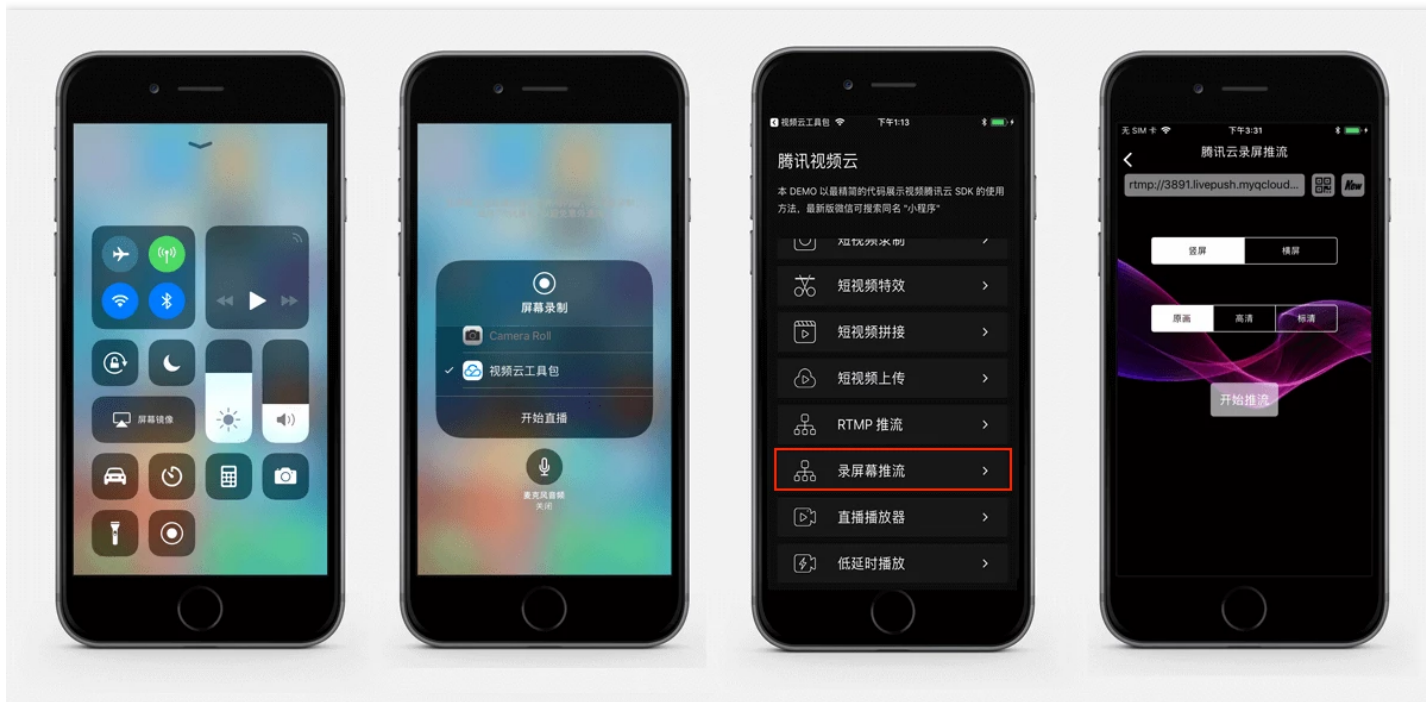 屏幕镜像
屏幕录制
Camera Roll
视频云工具包
开始直播
麦克风音频
关闭
视频云工具包
下午1:13
腾讯视频云
本 DEMO 以最精简的代码展示视频腾讯云 SDK 的使用
方法，最新版微信可搜索同名 "小程序"
短视频录制
短视频特效
短视频拼接
短视频上传
RTMP 推流
录屏幕推流
直播播放器
低延时播放
无 SIM 卡
下午3:31
腾讯云录屏推流
rtmp://3891.livepush.myqcloud...
New
竖屏
横屏
原画
高清
标清
开始推流